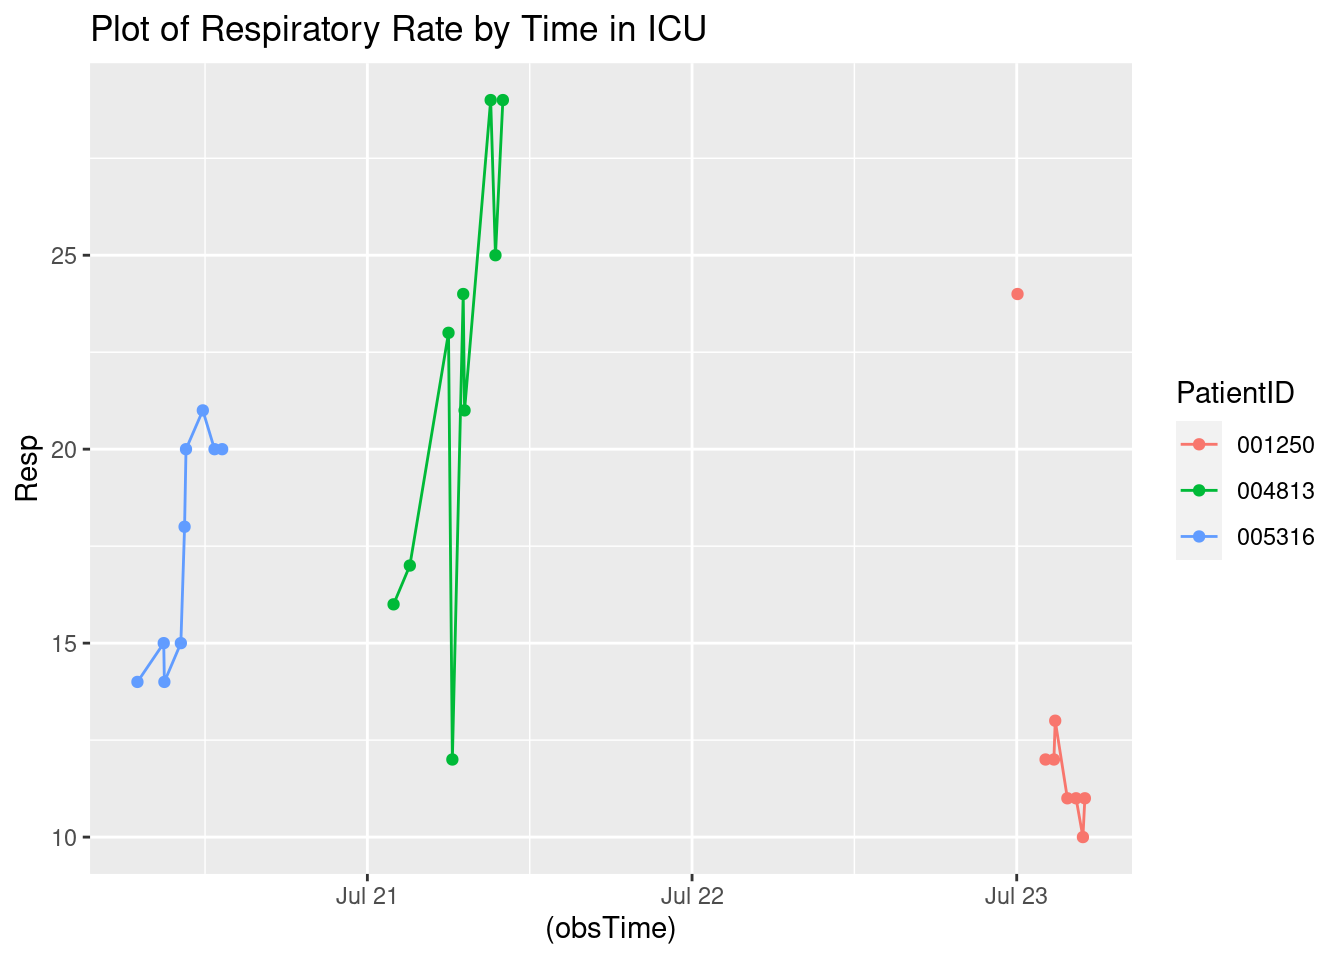 Plot of Respiratory Rate by Time in ICU
Resp
25
20
15
10
Jul 21
Jul 22
Jul 23
(obsTime)
PatientID
001250
004813
005316